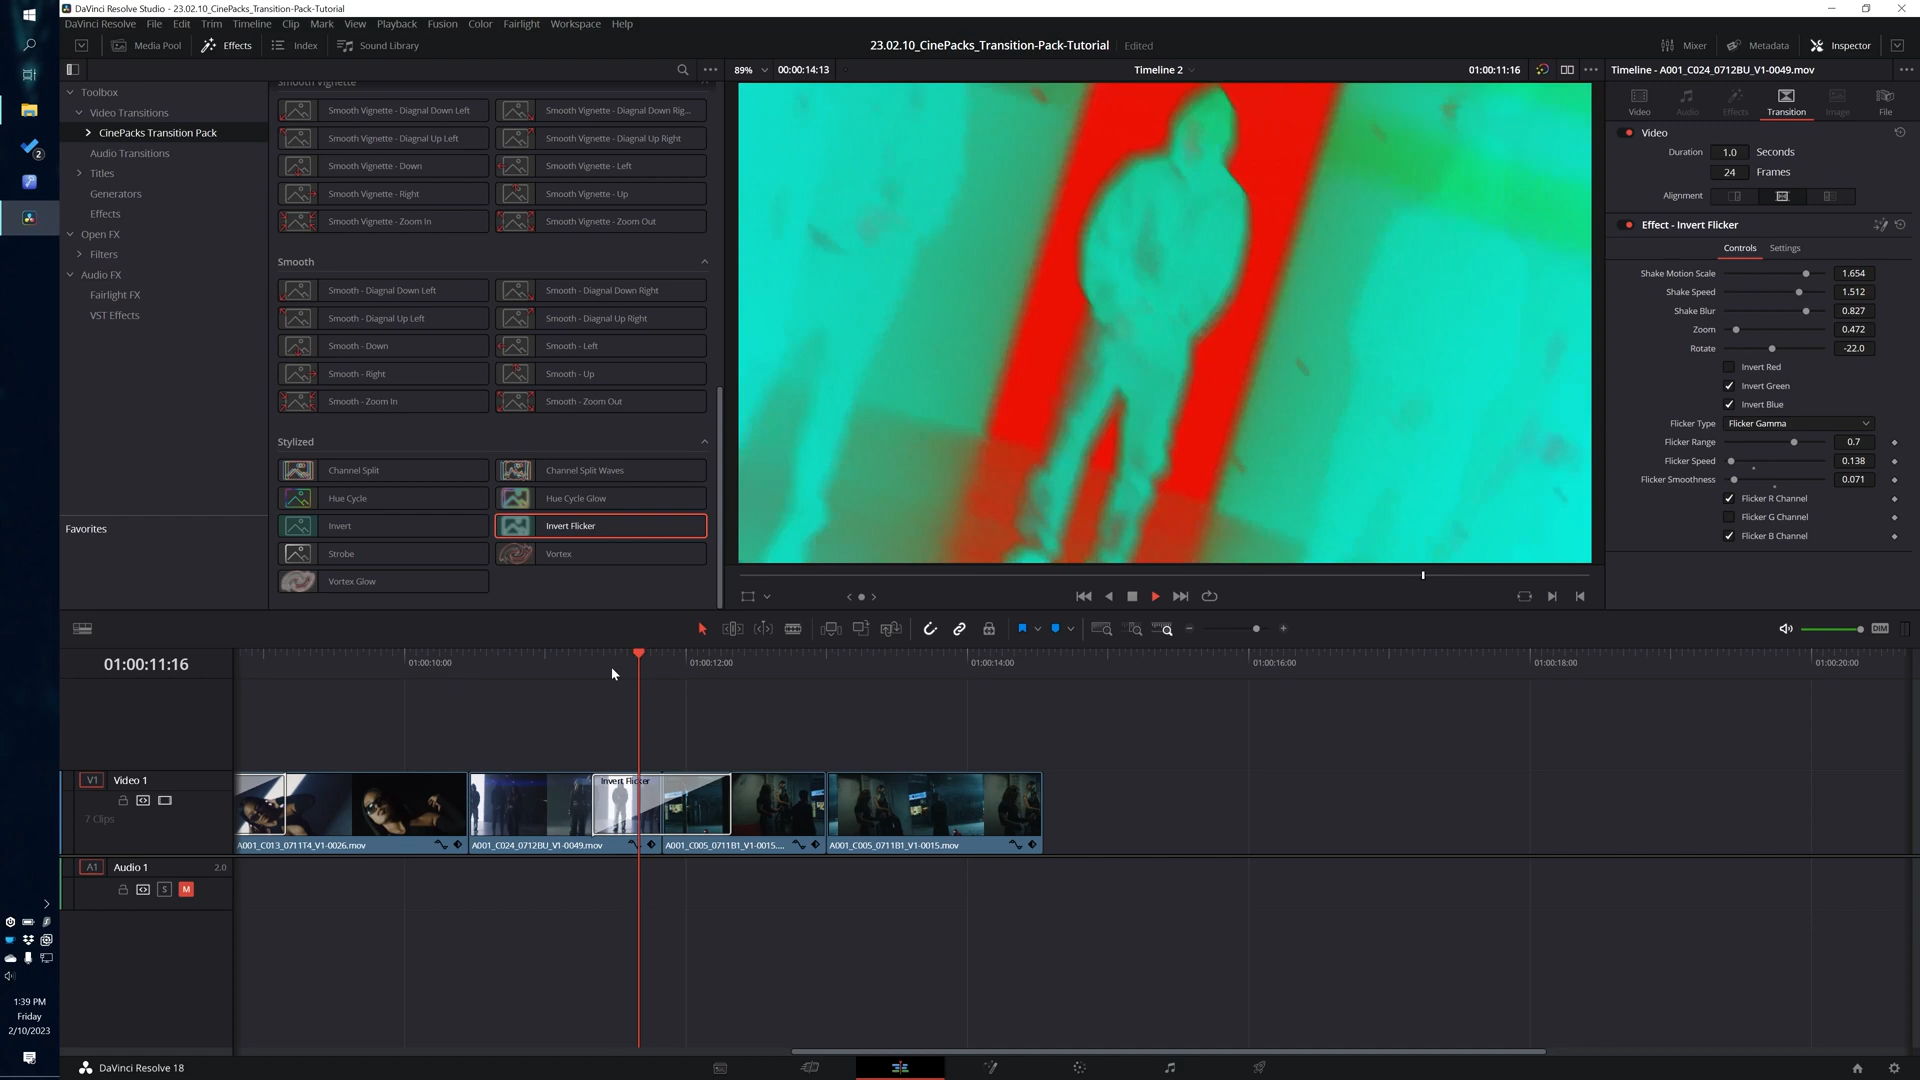 DaVinci Resolve Studio - 23.02.10_CinePacks_Transition-Pack-Tutorial
DaVinci Resolve File Edit Trim Timeline Clip Mark View Playback Fusion Color Fairlight Workspace Help
Media Pool Effects Index Sound Library
23.02.10_CinePacks_Transition-Pack-Tutorial Edited
Mixer Metadata Inspector
89% 00:00:14:13
Timeline 2
01:00:11:16
Timeline - A001_C024_0712BU_V1-0049.mov
Toolbox
Video Transitions
CinePacks Transition Pack
Audio Transitions
Titles
Generators
Effects
Open FX
Filters
Audio FX
Fairlight FX
VST Effects
Favorites
Smooth Vignette
Smooth Vignette - Diagnal Down Left
Smooth Vignette - Diagnal Down Rig...
Smooth Vignette - Diagnal Up Left
Smooth Vignette - Diagnal Up Right
Smooth Vignette - Down
Smooth Vignette - Left
Smooth Vignette - Right
Smooth Vignette - Up
Smooth Vignette - Zoom In
Smooth Vignette - Zoom Out
Smooth
Smooth - Diagnal Down Left
Smooth - Diagnal Down Right
Smooth - Diagnal Up Left
Smooth - Diagnal Up Right
Smooth - Down
Smooth - Left
Smooth - Right
Smooth - Up
Smooth - Zoom In
Smooth - Zoom Out
Stylized
Channel Split
Channel Split Waves
Hue Cycle
Hue Cycle Glow
Invert
Invert Flicker
Strobe
Vortex
Vortex Glow
Video Audio Effects Transition Image File
Video
Duration 1.0 Seconds
24 Frames
Alignment
Effect - Invert Flicker
Controls Settings
Shake Motion Scale 1.654
Shake Speed 1.512
Shake Blur 0.827
Zoom 0.472
Rotate -22.0
Invert Red
Invert Green
Invert Blue
Flicker Type Flicker Gamma
Flicker Range 0.7
Flicker Speed 0.138
Flicker Smoothness 0.071
Flicker R Channel
Flicker G Channel
Flicker B Channel
DIM
01:00:11:16
01:00:10:00 01:00:12:00 01:00:14:00 01:00:16:00 01:00:18:00 01:00:20:00
V1 Video 1
7 Clips
Invert Flicker
A001_C013_0711T4_V1-0026.mov
A001_C024_0712BU_V1-0049.mov
A001_C005_0711B1_V1-0015....
A001_C005_0711B1_V1-0015.mov
A1 Audio 1 2.0
S M
2
1:39 PM
Friday
2/10/2023
DaVinci Resolve 18